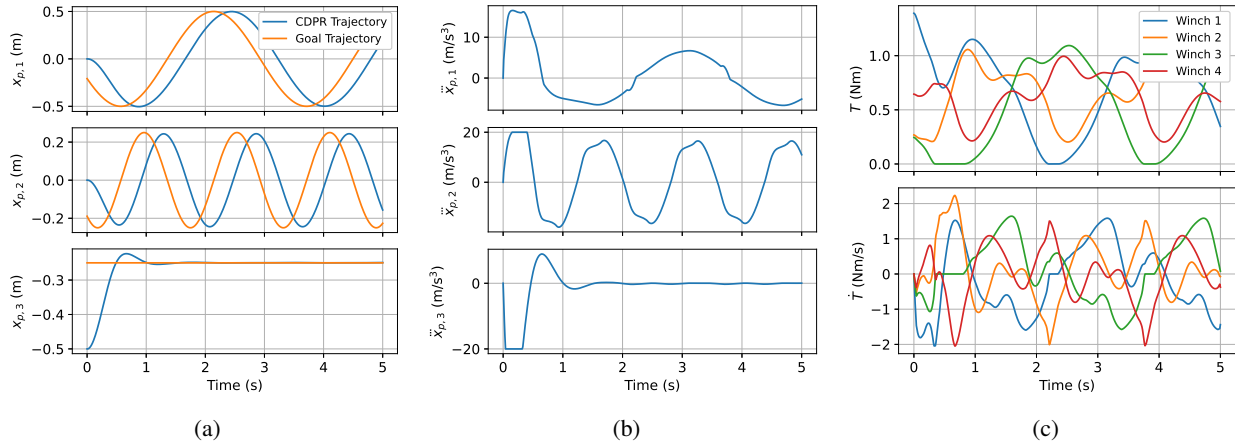 0.5
0.0
−0.5
x_{p,1} (m)
CDPR Trajectory
Goal Trajectory
0.2
0.0
−0.2
x_{p,2} (m)
−0.3
−0.4
−0.5
x_{p,3} (m)
0 1 2 3 4 5
Time (s)
(a)
10
0
x⃛_{p,1} (m/s³)
20
0
x⃛_{p,2} (m/s³)
0
−20
x⃛_{p,3} (m/s³)
0 1 2 3 4 5
Time (s)
(b)
1.0
0.5
0.0
T (Nm)
Winch 1
Winch 2
Winch 3
Winch 4
2
1
0
−1
−2
Ṫ (Nm/s)
0 1 2 3 4 5
Time (s)
(c)